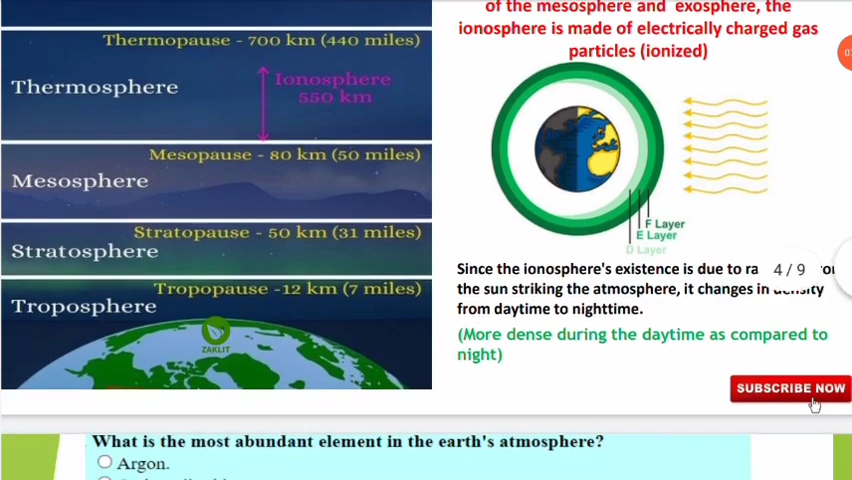 Thermopause - 700 km (440 miles)
Ionosphere
550 km
Thermosphere
Mesopause - 80 km (50 miles)
Mesosphere
Stratopause - 50 km (31 miles)
Stratosphere
Tropopause -12 km (7 miles)
Troposphere
ZAKLIT
of the mesosphere and exosphere, the
ionosphere is made of electrically charged gas
particles (ionized)
F Layer
E Layer
D Layer
Since the ionosphere's existence is due to
the sun striking the atmosphere, it changes in density
from daytime to nighttime.
4 / 9
(More dense during the daytime as compared to
night)
SUBSCRIBE NOW
What is the most abundant element in the earth's atmosphere?
Argon.